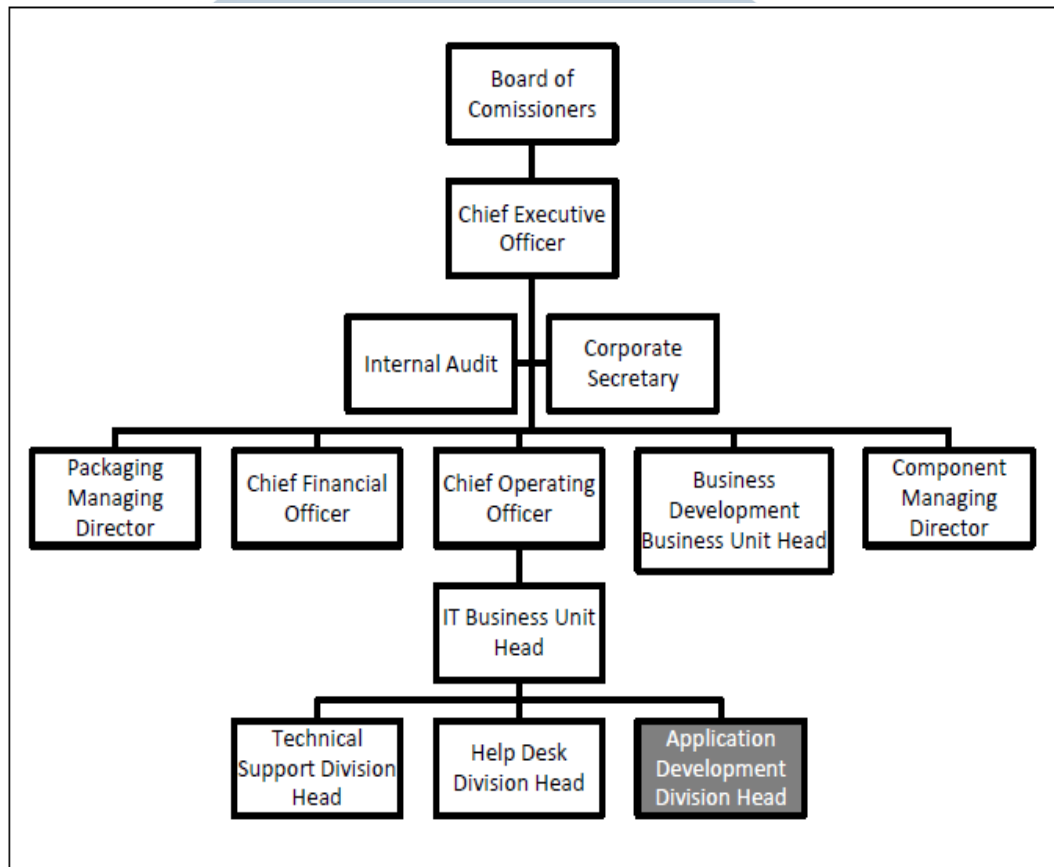 Board of
Comissioners
Chief Executive
Officer
Internal Audit
Corporate
Secretary
Packaging
Managing
Director
Chief Financial
Officer
Chief Operating
Officer
Business
Development
Business Unit Head
Component
Managing
Director
IT Business Unit
Head
Technical
Support Division
Head
Help Desk
Division Head
Application
Development
Division Head